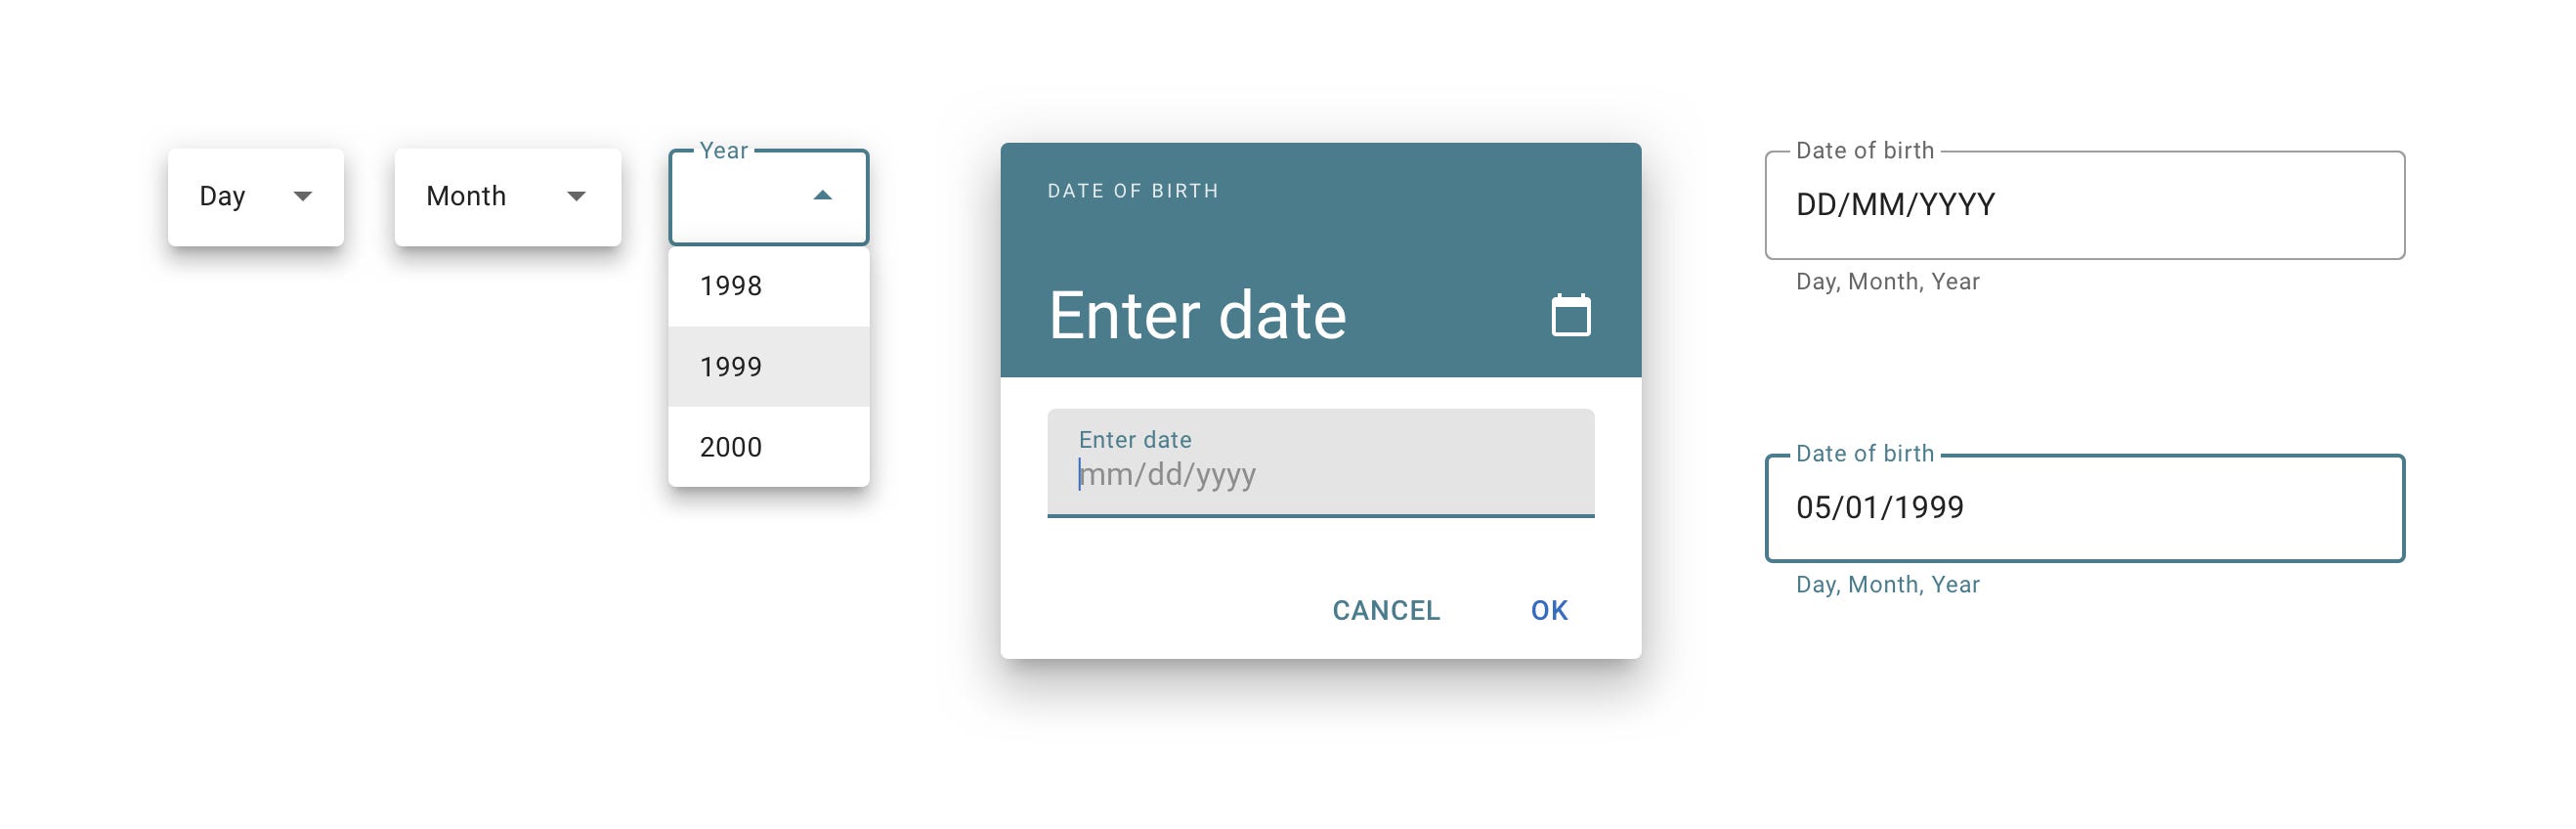 Day
Month
Year
1998
1999
2000
DATE OF BIRTH
Enter date
Enter date
mm/dd/yyyy
CANCEL
OK
Date of birth
DD/MM/YYYY
Day, Month, Year
Date of birth
05/01/1999
Day, Month, Year